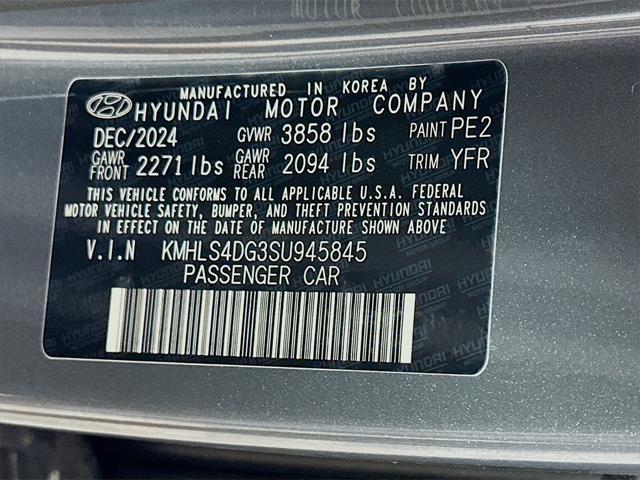 MANUFACTURED IN KOREA BY
HYUNDAI MOTOR COMPANY
DEC/2024 GVWR 3858 lbs PAINT PE2
GAWR FRONT 2271 lbs GAWR REAR 2094 lbs TRIM YFR
THIS VEHICLE CONFORMS TO ALL APPLICABLE U.S.A. FEDERAL
MOTOR VEHICLE SAFETY, BUMPER, AND THEFT PREVENTION STANDARDS
IN EFFECT ON THE DATE OF MANUFACTURE SHOWN ABOVE.
V.I.N KMHLS4DG3SU945845
PASSENGER CAR